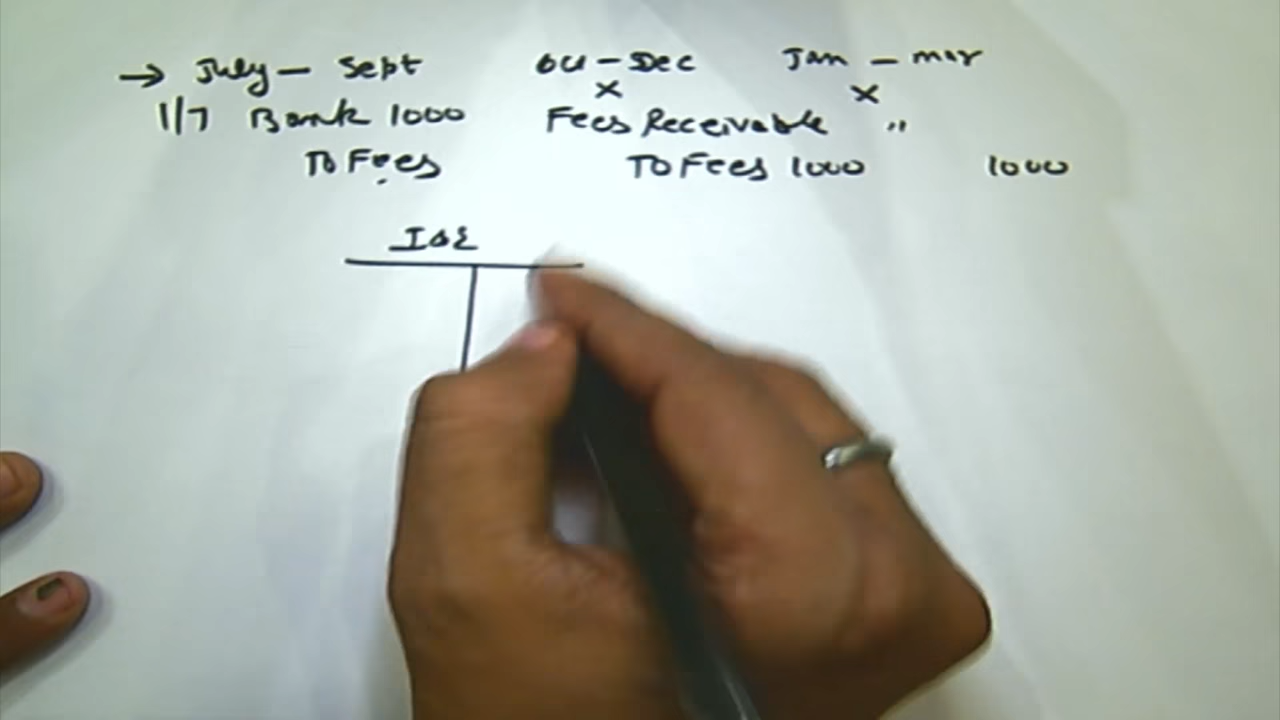 → July – Sept Oct – Dec Jan – mar
× ×
1/7 Bank 1000 Fees Receivable "
To Fees To Fees 1000 1000
I&E